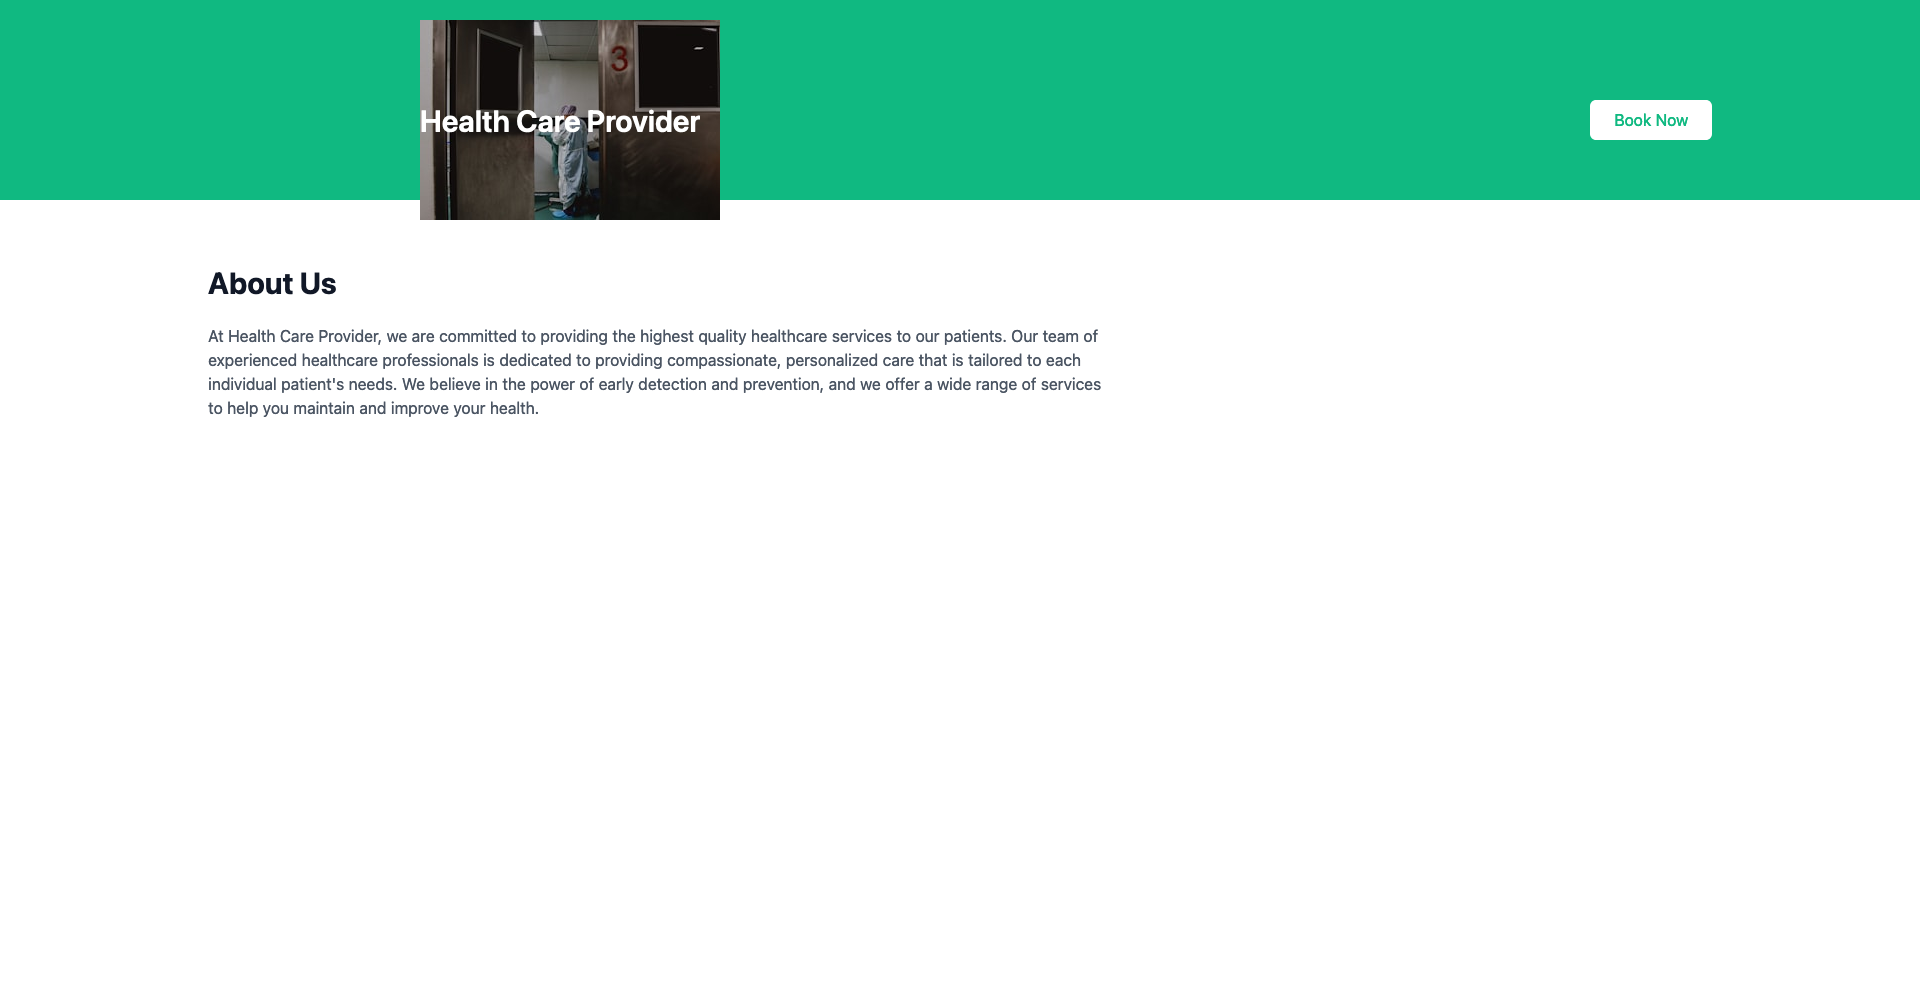 3
Health Care Provider
Book Now
About Us
At Health Care Provider, we are committed to providing the highest quality healthcare services to our patients. Our team of
experienced healthcare professionals is dedicated to providing compassionate, personalized care that is tailored to each
individual patient's needs. We believe in the power of early detection and prevention, and we offer a wide range of services
to help you maintain and improve your health.